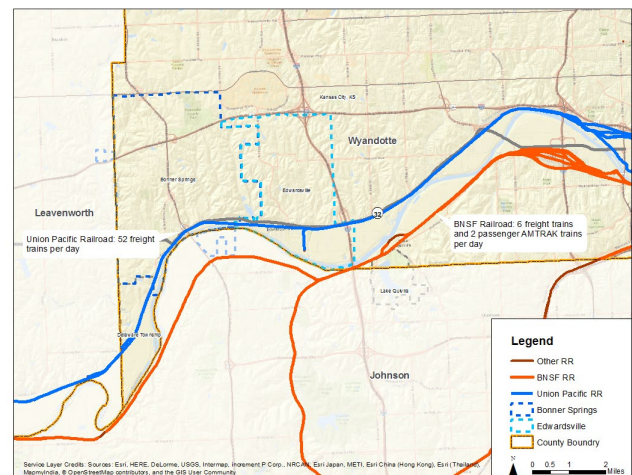 Kansas City, KS
Wyandotte
Bonner Springs
Edwardsville
Leavenworth
32
Union Pacific Railroad: 52 freight
trains per day
BNSF Railroad: 6 freight trains
and 2 passenger AMTRAK trains
per day
Lake Quivira
Delaware Township
Johnson
Legend
Other RR
BNSF RR
Union Pacific RR
Bonner Springs
Edwardsville
County Boundry
N
0 0.5 1 2
Miles
Service Layer Credits: Sources: Esri, HERE, DeLorme, USGS, Intermap, increment P Corp., NRCAN, Esri Japan, METI, Esri China (Hong Kong), Esri (Thailand),
MapmyIndia, © OpenStreetMap contributors, and the GIS User Community